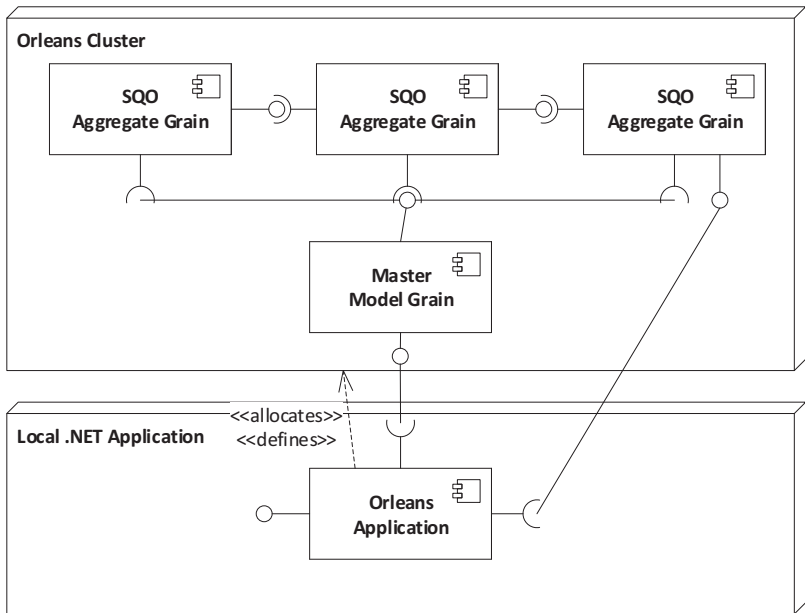 Orleans Cluster
SQO
Aggregate Grain
SQO
Aggregate Grain
SQO
Aggregate Grain
Master
Model Grain
<<allocates>>
<<defines>>
Local .NET Application
Orleans
Application